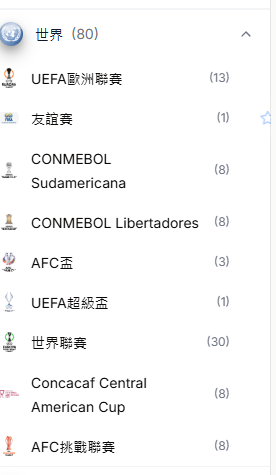 世界 (80)
UEFA歐洲聯賽 (13)
友誼賽 (1)
CONMEBOL
Sudamericana (8)
CONMEBOL Libertadores (8)
AFC盃 (3)
UEFA超級盃 (1)
世界聯賽 (30)
Concacaf Central
American Cup (8)
AFC挑戰聯賽 (8)